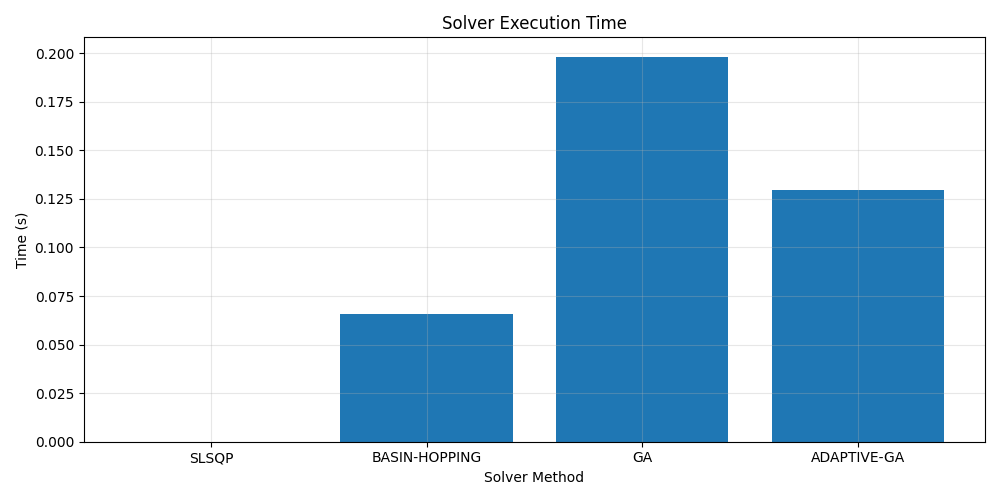 Solver Execution Time
0.200
0.175
0.150
0.125
0.100
0.075
0.050
0.025
0.000
Time (s)
SLSQP BASIN-HOPPING GA ADAPTIVE-GA
Solver Method